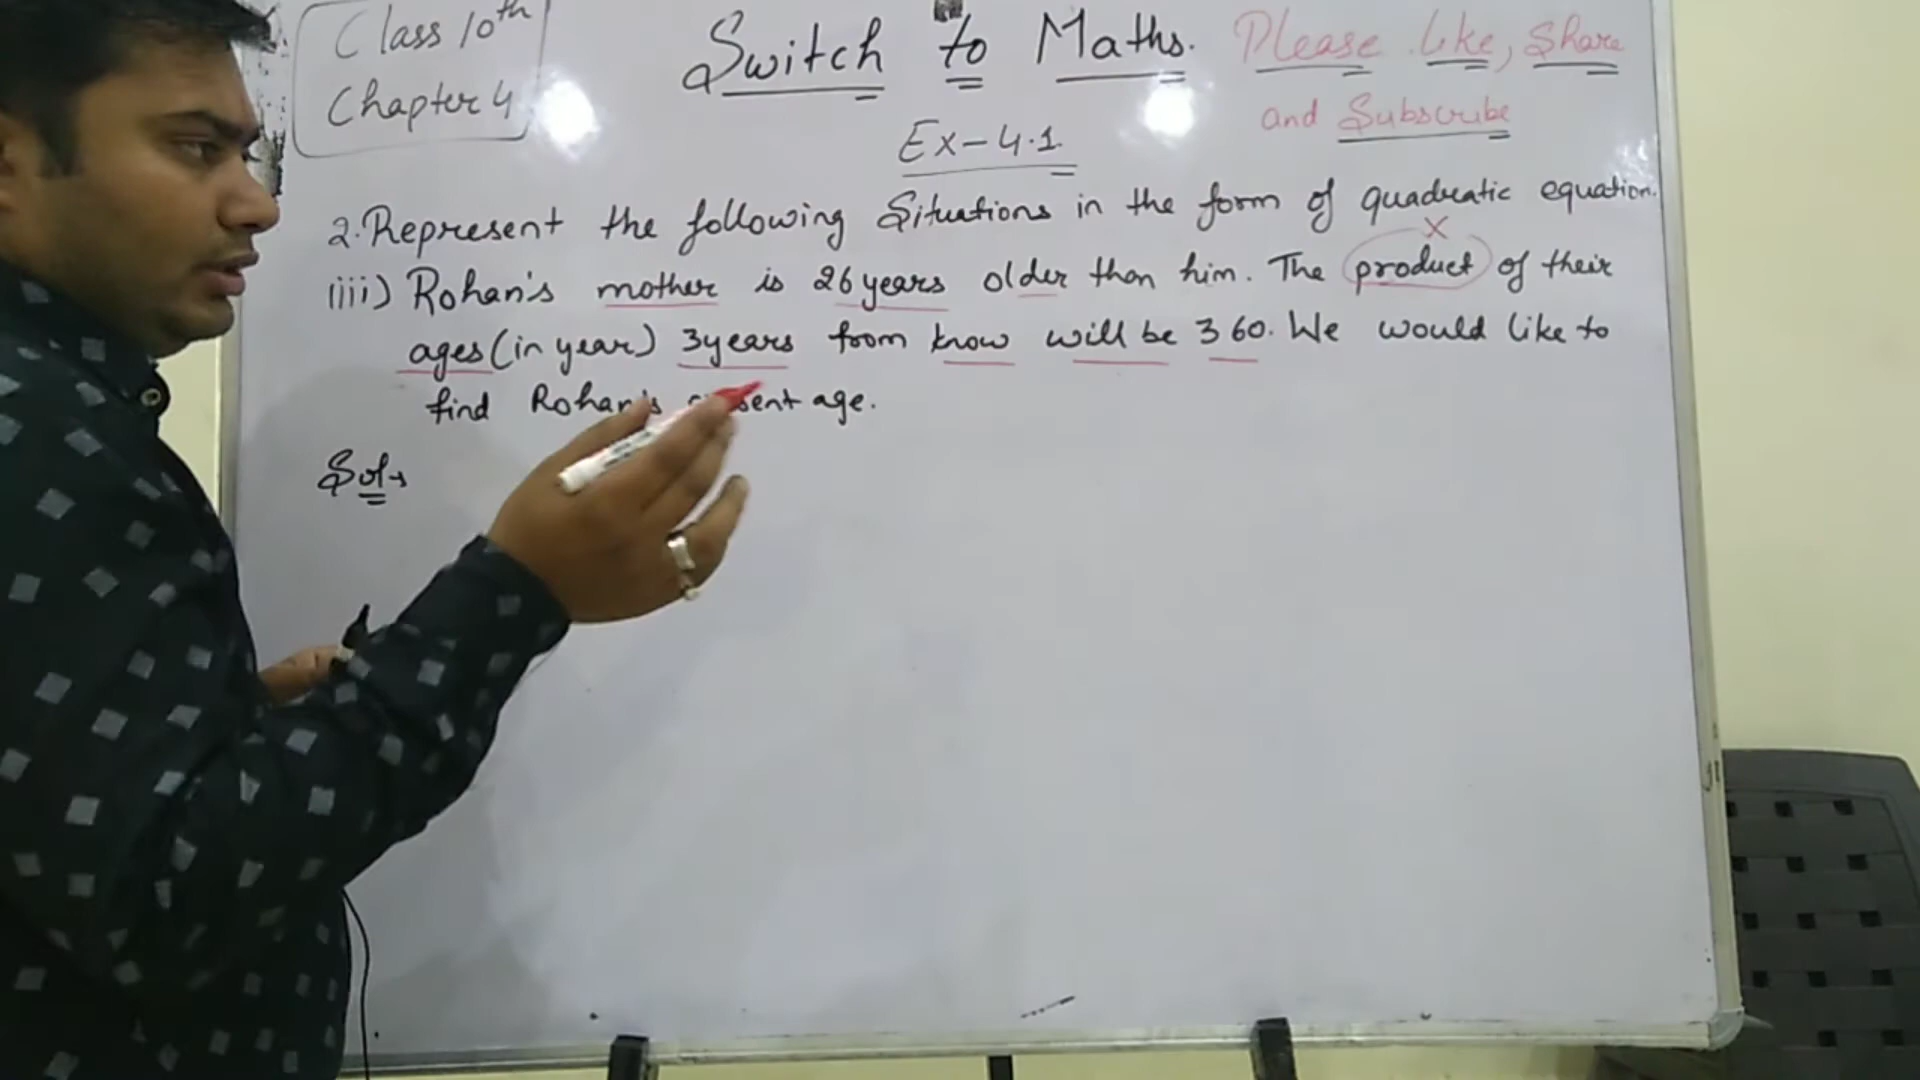 Class 10th
Chapter 4
Switch to Maths.
Please like, Share
and Subscribe
Ex-4.1
2. Represent the following Situations in the form of quadratic equation.
x
(iii) Rohan's mother is 26 years older than him. The product of their
ages (in year) 3years from know will be 360. We would like to
find Rohan's age.
Sol→